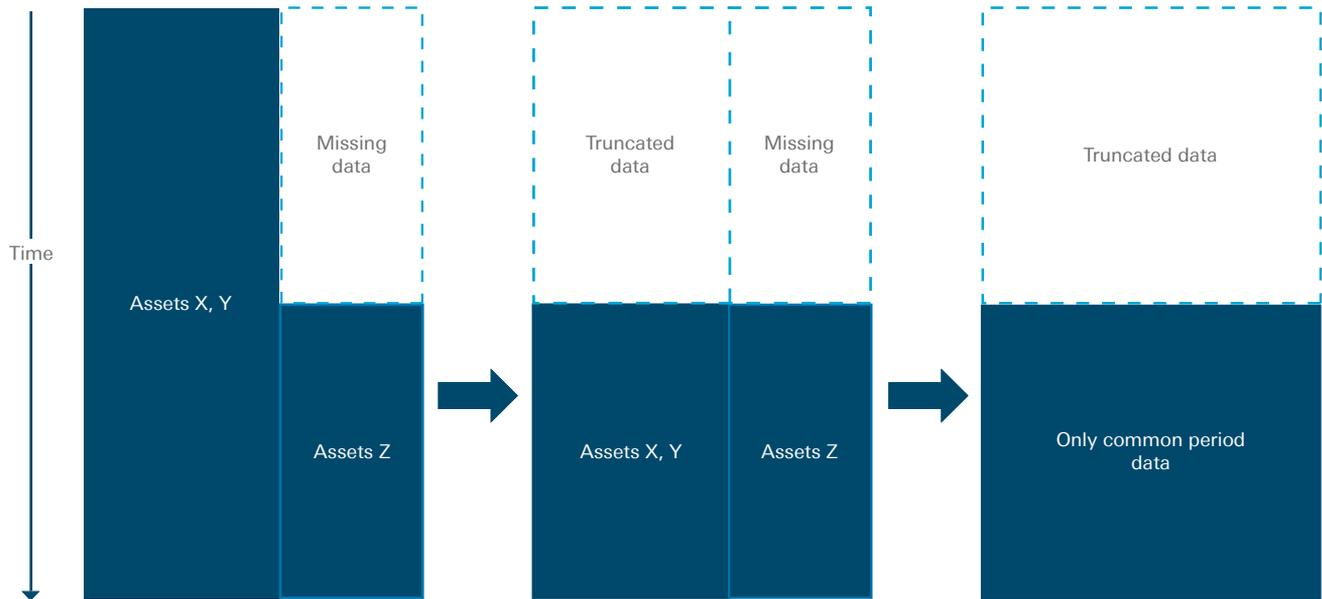 Time
Assets X, Y
Missing
data
Assets Z
Truncated
data
Missing
data
Assets X, Y
Assets Z
Truncated data
Only common period
data